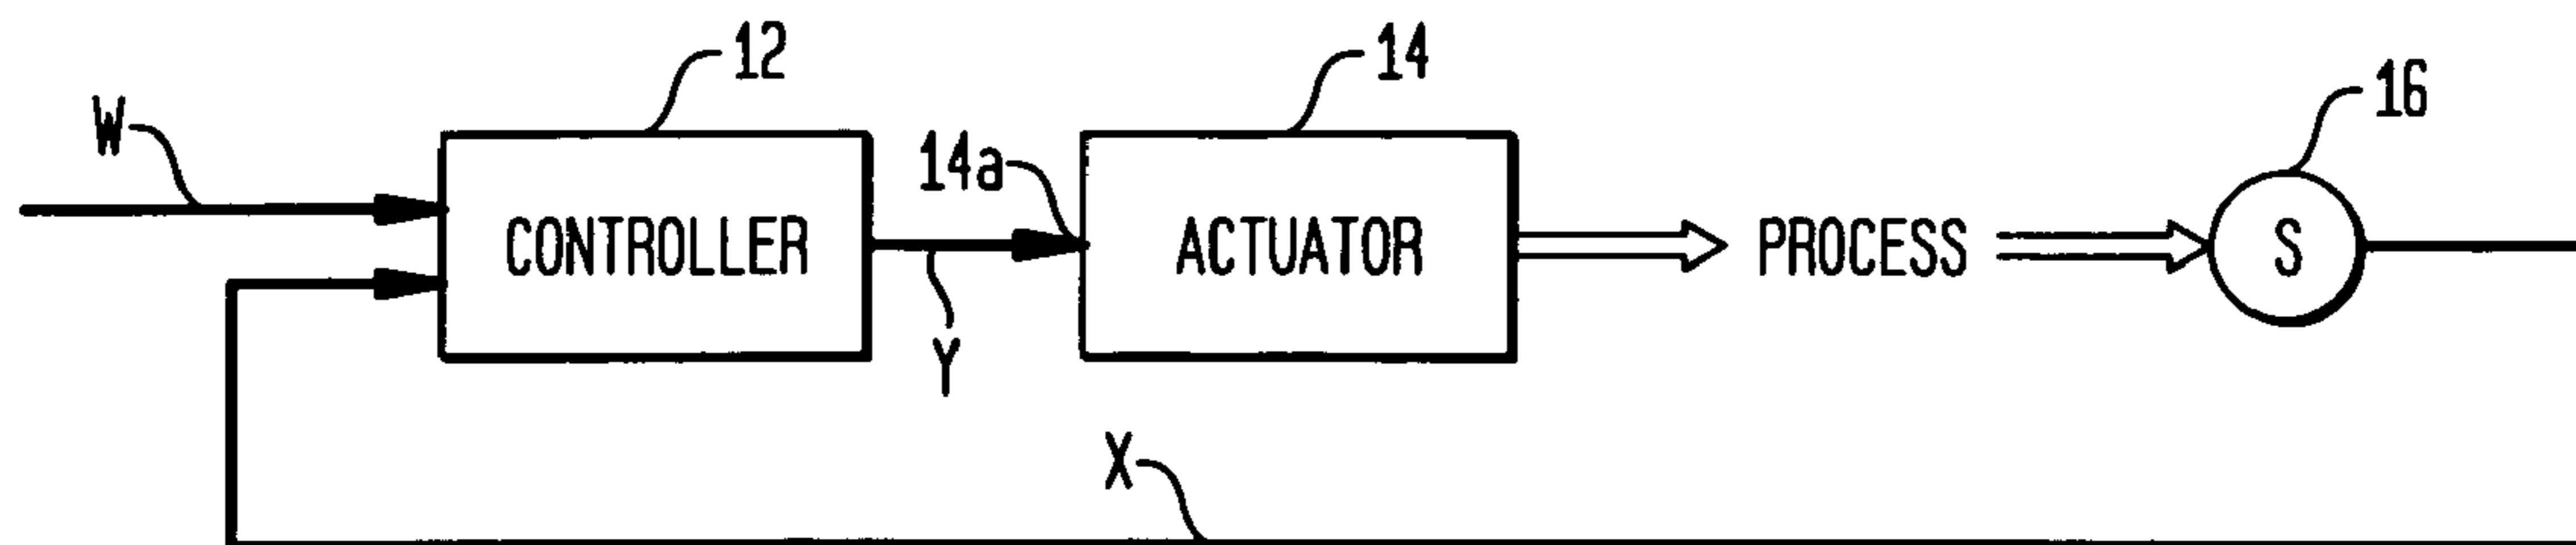 12
14
16
W
14a
CONTROLLER
ACTUATOR
PROCESS
S
Y
X